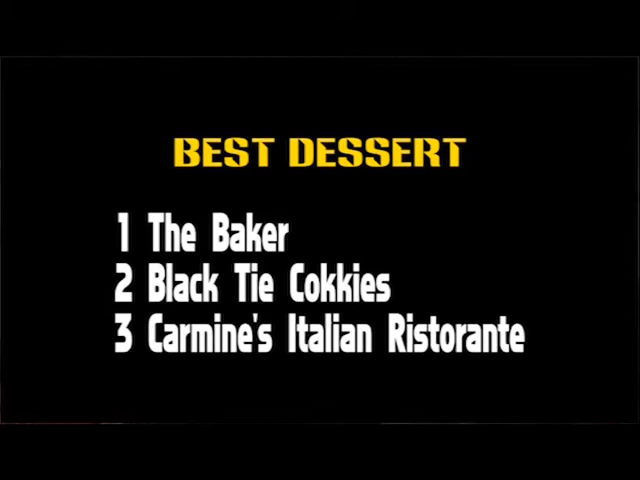 BEST DESSERT
1 The Baker
2 Black Tie Cokkies
3 Carmine's Italian Ristorante